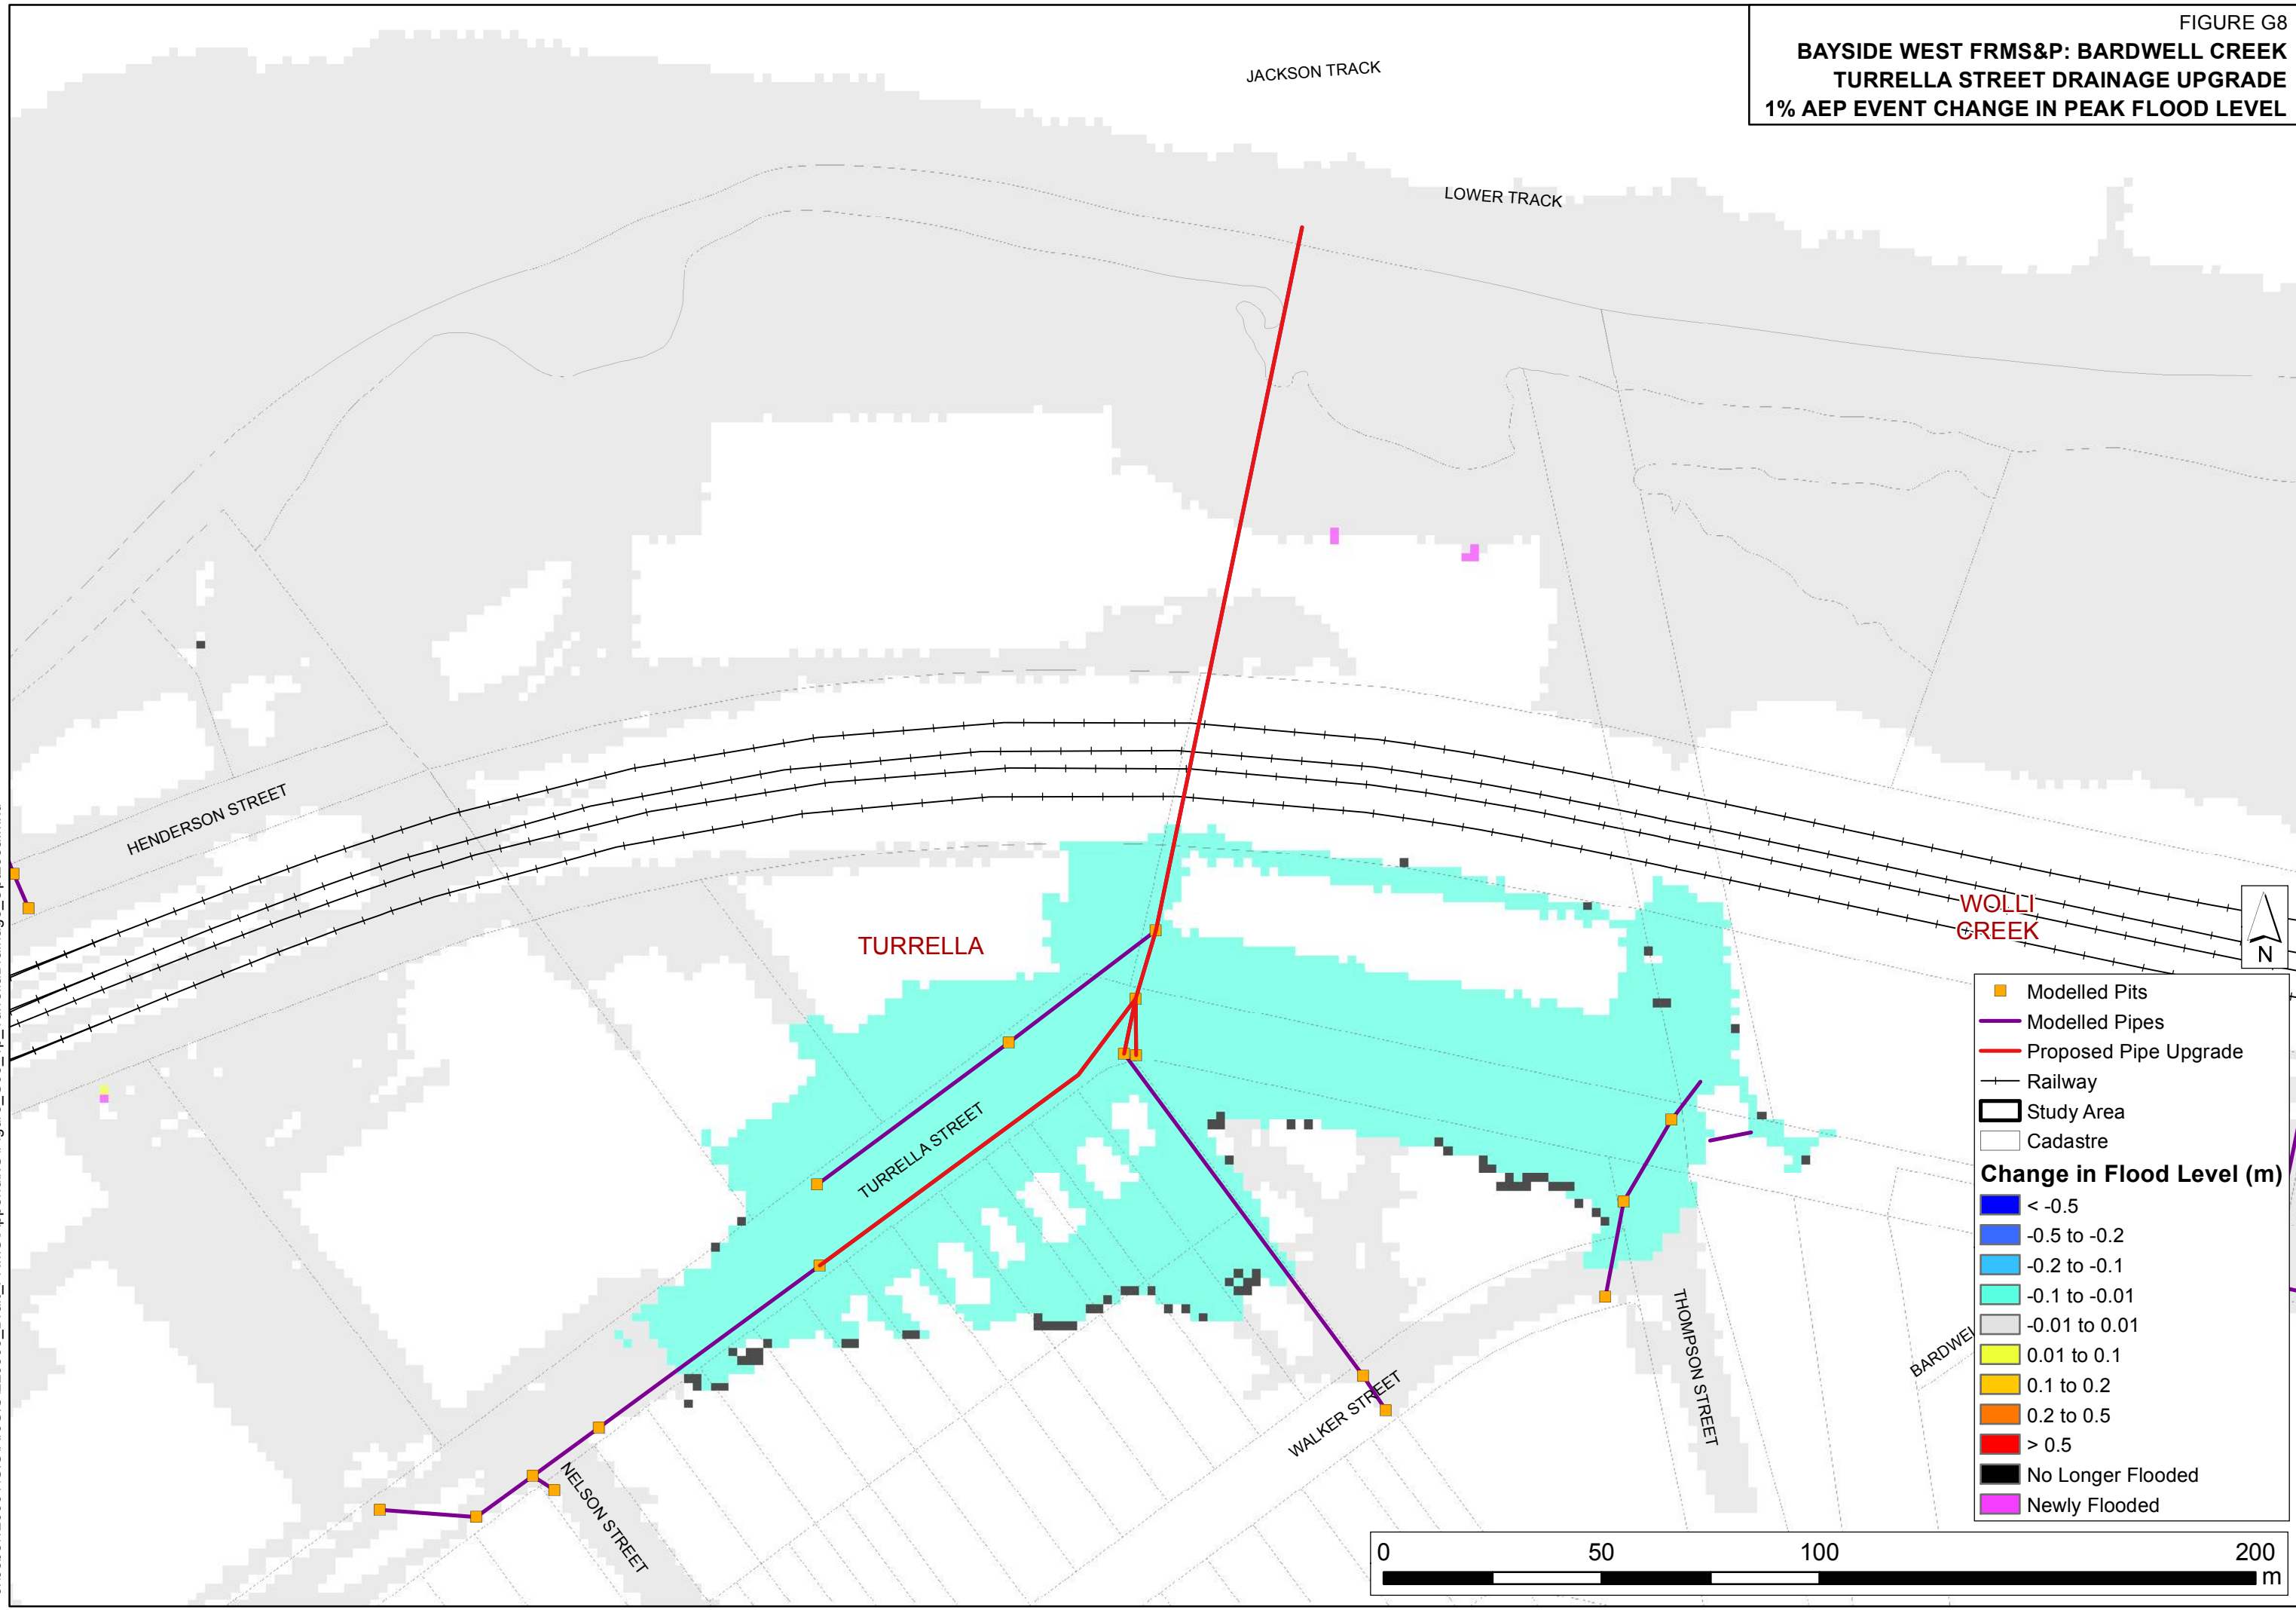 FIGURE G8
BAYSIDE WEST FRMS&P: BARDWELL CREEK
TURRELLA STREET DRAINAGE UPGRADE
1% AEP EVENT CHANGE IN PEAK FLOOD LEVEL
JACKSON TRACK
LOWER TRACK
HENDERSON STREET
TURRELLA
WOLLI
CREEK
N
TURRELLA STREET
NELSON STREET
WALKER STREET
THOMPSON STREET
BARDWEL
Modelled Pits
Modelled Pipes
Proposed Pipe Upgrade
Railway
Study Area
Cadastre
Change in Flood Level (m)
< -0.5
-0.5 to -0.2
-0.2 to -0.1
-0.1 to -0.01
-0.01 to 0.01
0.01 to 0.1
0.1 to 0.2
0.2 to 0.5
> 0.5
No Longer Flooded
Newly Flooded
0 50 100 200
m